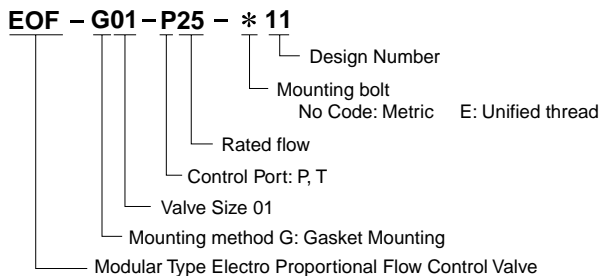 EOF – G01 – P25 – * 11
Design Number
Mounting bolt
No Code: Metric E: Unified thread
Rated flow
Control Port: P, T
Valve Size 01
Mounting method G: Gasket Mounting
Modular Type Electro Proportional Flow Control Valve